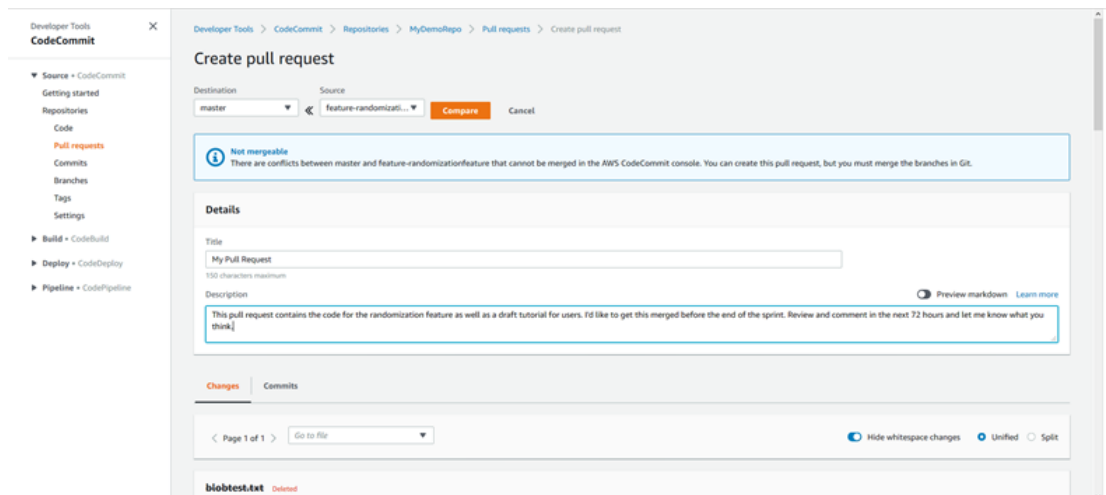 Developer Tools
CodeCommit
Source • CodeCommit
Getting started
Repositories
Code
Pull requests
Commits
Branches
Tags
Settings
Build • CodeBuild
Deploy • CodeDeploy
Pipeline • CodePipeline
Developer Tools > CodeCommit > Repositories > MyDemoRepo > Pull requests > Create pull request
Create pull request
Destination Source
master feature-randomizati... Compare Cancel
Not mergeable
There are conflicts between master and feature-randomizationfeature that cannot be merged in the AWS CodeCommit console. You can create this pull request, but you must merge the branches in Git.
Details
Title
My Pull Request
150 characters maximum
Description Preview markdown Learn more
This pull request contains the code for the randomization feature as well as a draft tutorial for users. I'd like to get this merged before the end of the sprint. Review and comment in the next 72 hours and let me know what you
think.
Changes Commits
< Page 1 of 1 > Go to file Hide whitespace changes Unified Split
blobtest.txt Deleted